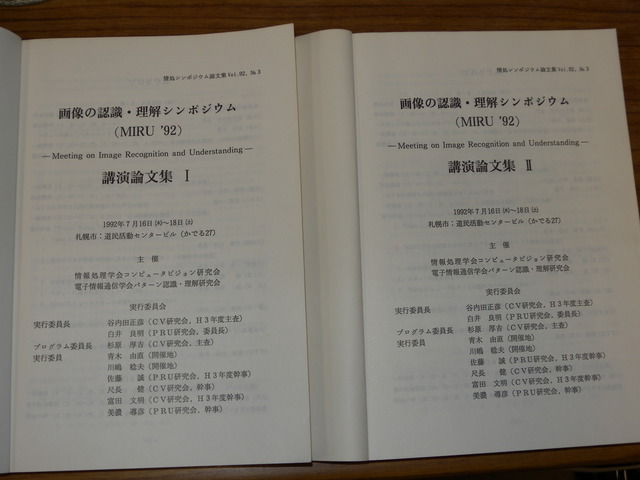 情処シンポジウム論文集Vol.92, No.3
画像の認識・理解シンポジウム
(MIRU '92)
— Meeting on Image Recognition and Understanding —
講演論文集 I
1992年7月16日(木)〜18日(土)
札幌市:道民活動センタービル(かでる27)
主 催
情報処理学会コンピュータビジョン研究会
電子情報通信学会パターン認識・理解研究会
実行委員会
実行委員長 谷内田正彦(CV研究会, H3年度主査)
白井 良明(PRU研究会, 委員長)
プログラム委員長 杉原 厚吉(CV研究会, 主査)
実行委員 青木 由直(開催地)
川嶋 稔夫(開催地)
佐藤 誠(PRU研究会, H3年度幹事)
尺長 健(CV研究会, 幹事)
富田 文明(CV研究会, H3年度幹事)
美濃 導彦(PRU研究会, 幹事)
情処シンポジウム論文集Vol.92, No.3
画像の認識・理解シンポジウム
(MIRU '92)
— Meeting on Image Recognition and Understanding —
講演論文集 II
1992年7月16日(木)〜18日(土)
札幌市:道民活動センタービル(かでる27)
主 催
情報処理学会コンピュータビジョン研究会
電子情報通信学会パターン認識・理解研究会
実行委員会
実行委員長 谷内田正彦(CV研究会, H3年度主査)
白井 良明(PRU研究会, 委員長)
プログラム委員長 杉原 厚吉(CV研究会, 主査)
実行委員 青木 由直(開催地)
川嶋 稔夫(開催地)
佐藤 誠(PRU研究会, H3年度幹事)
尺長 健(CV研究会, 幹事)
富田 文明(CV研究会, H3年度幹事)
美濃 導彦(PRU研究会, 幹事)